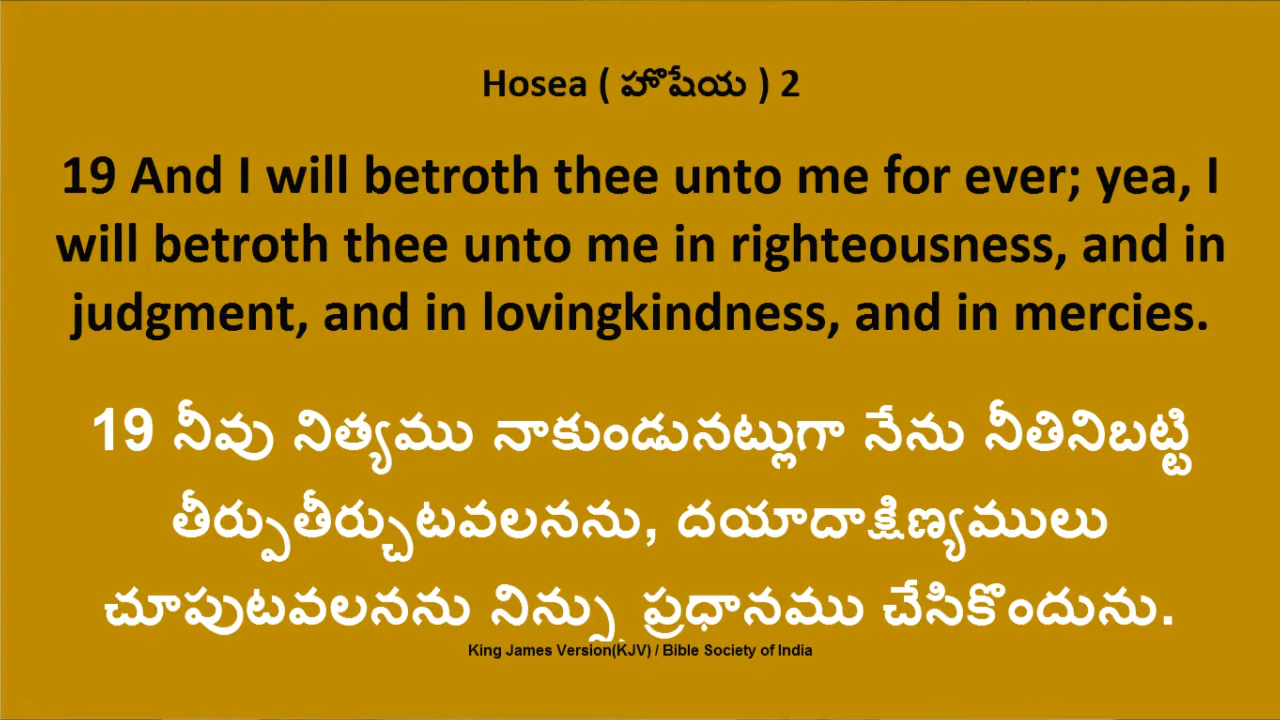 Hosea ( హొషేయ ) 2
19 And I will betroth thee unto me for ever; yea, I
will betroth thee unto me in righteousness, and in
judgment, and in lovingkindness, and in mercies.
19 నీవు నిత్యము నాకుండునట్లుగా నేను నీతినిబట్టి
తీర్పుతీర్చుటవలనను, దయాదాక్షిణ్యములు
చూపుటవలనను నిన్ను ప్రధానము చేసికొందును.
King James Version(KJV) / Bible Society of India